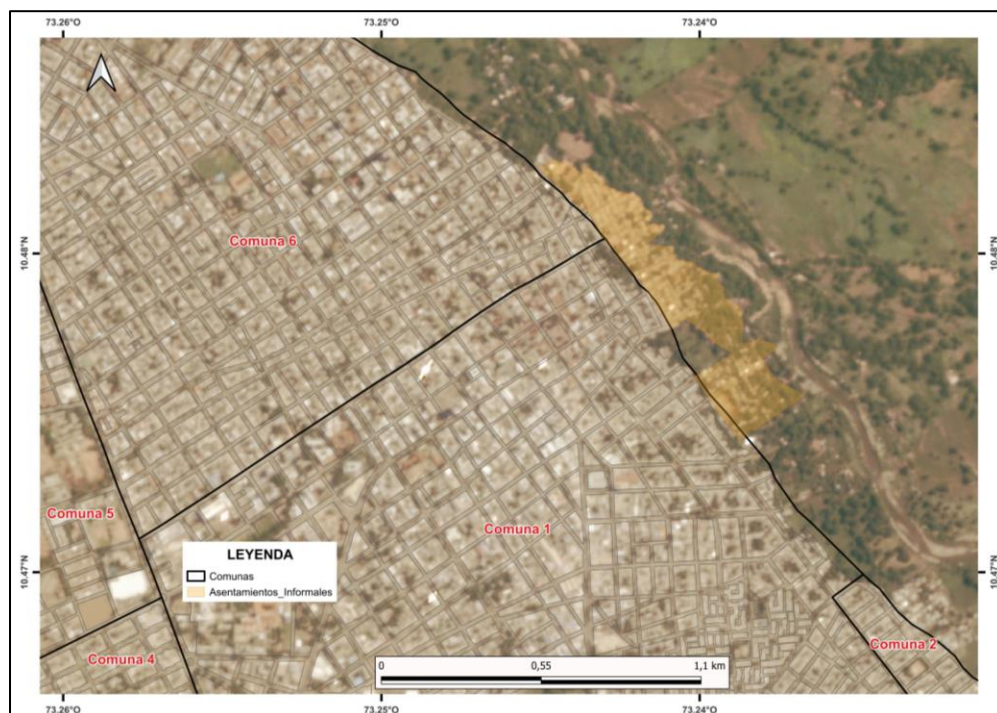 73.26°O 73.25°O 73.24°O
10.48°N 10.48°N
Comuna 6
Comuna 5
Comuna 1
LEYENDA
Comunas
Asentamientos_Informales
10.47°N 10.47°N
Comuna 4
Comuna 2
0 0,55 1,1 km
73.26°O 73.25°O 73.24°O